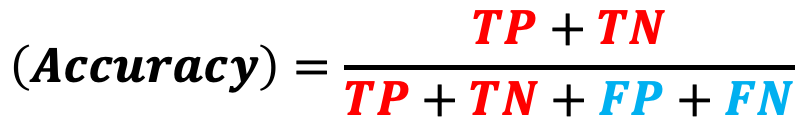 (Accuracy) = TP + TN / TP + TN + FP + FN